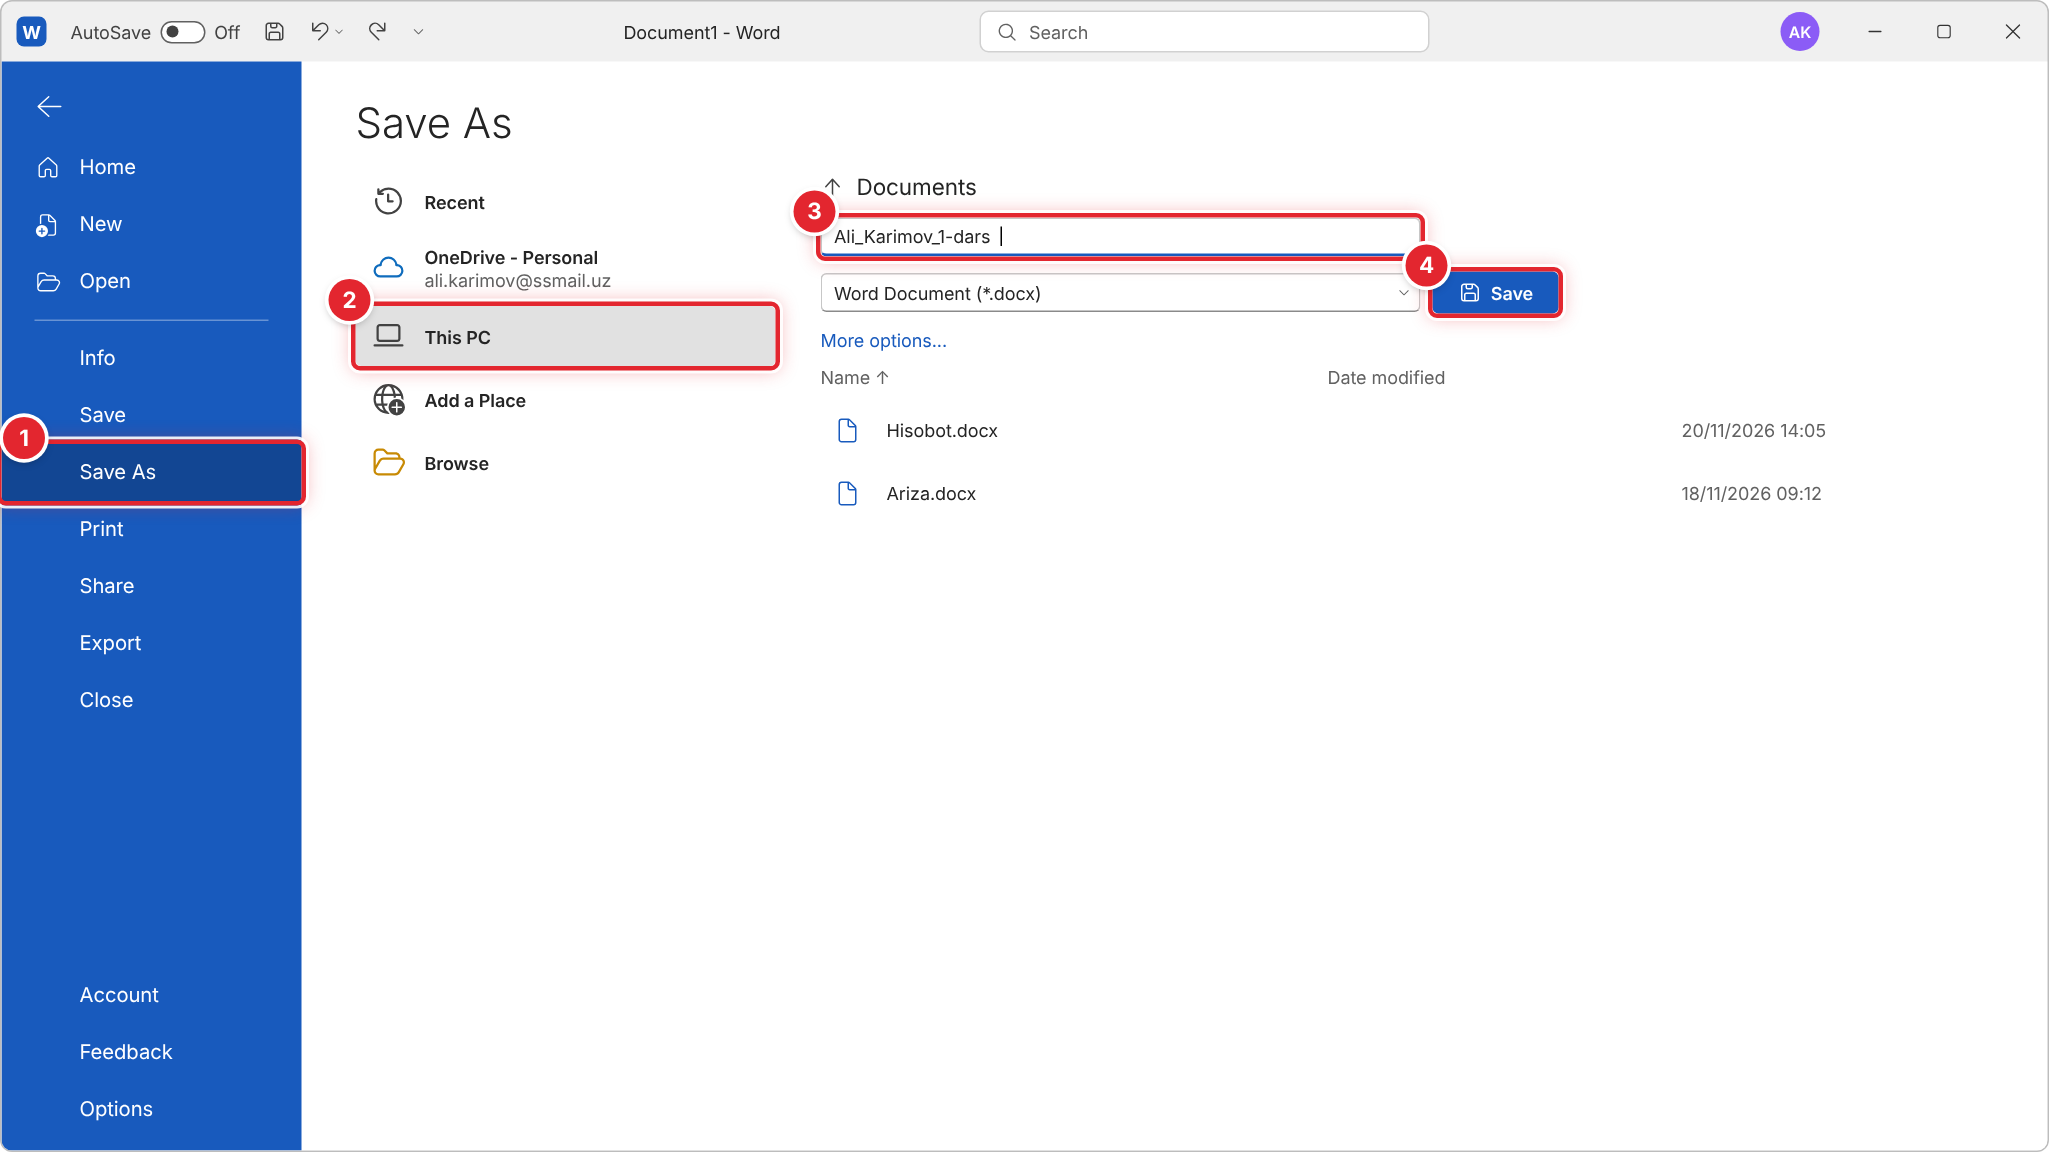 W AutoSave Off Document1 - Word Search AK
Home
New
Open
Info
Save
1
Save As
Print
Share
Export
Close
Account
Feedback
Options
Save As
Recent
OneDrive - Personal
ali.karimov@ssmail.uz
2
This PC
Add a Place
Browse
Documents
3
Ali_Karimov_1-dars
Word Document (*.docx)
4
Save
More options...
Name Date modified
Hisobot.docx 20/11/2026 14:05
Ariza.docx 18/11/2026 09:12